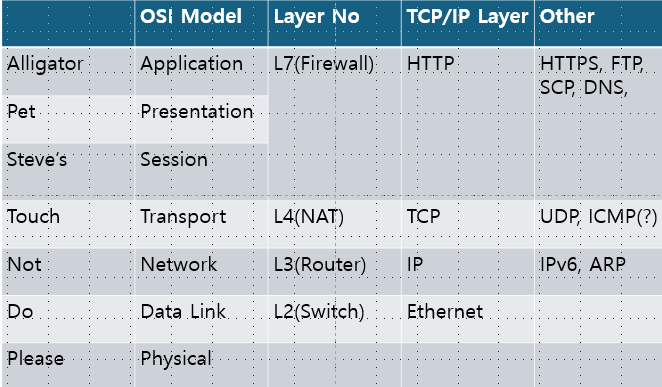 OSI Model Layer No TCP/IP Layer Other
Alligator Application L7(Firewall) HTTP HTTPS, FTP,
SCP, DNS,
Pet Presentation
Steve's Session
Touch Transport L4(NAT) TCP UDP, ICMP(?)
Not Network L3(Router) IP IPv6, ARP
Do Data Link L2(Switch) Ethernet
Please Physical